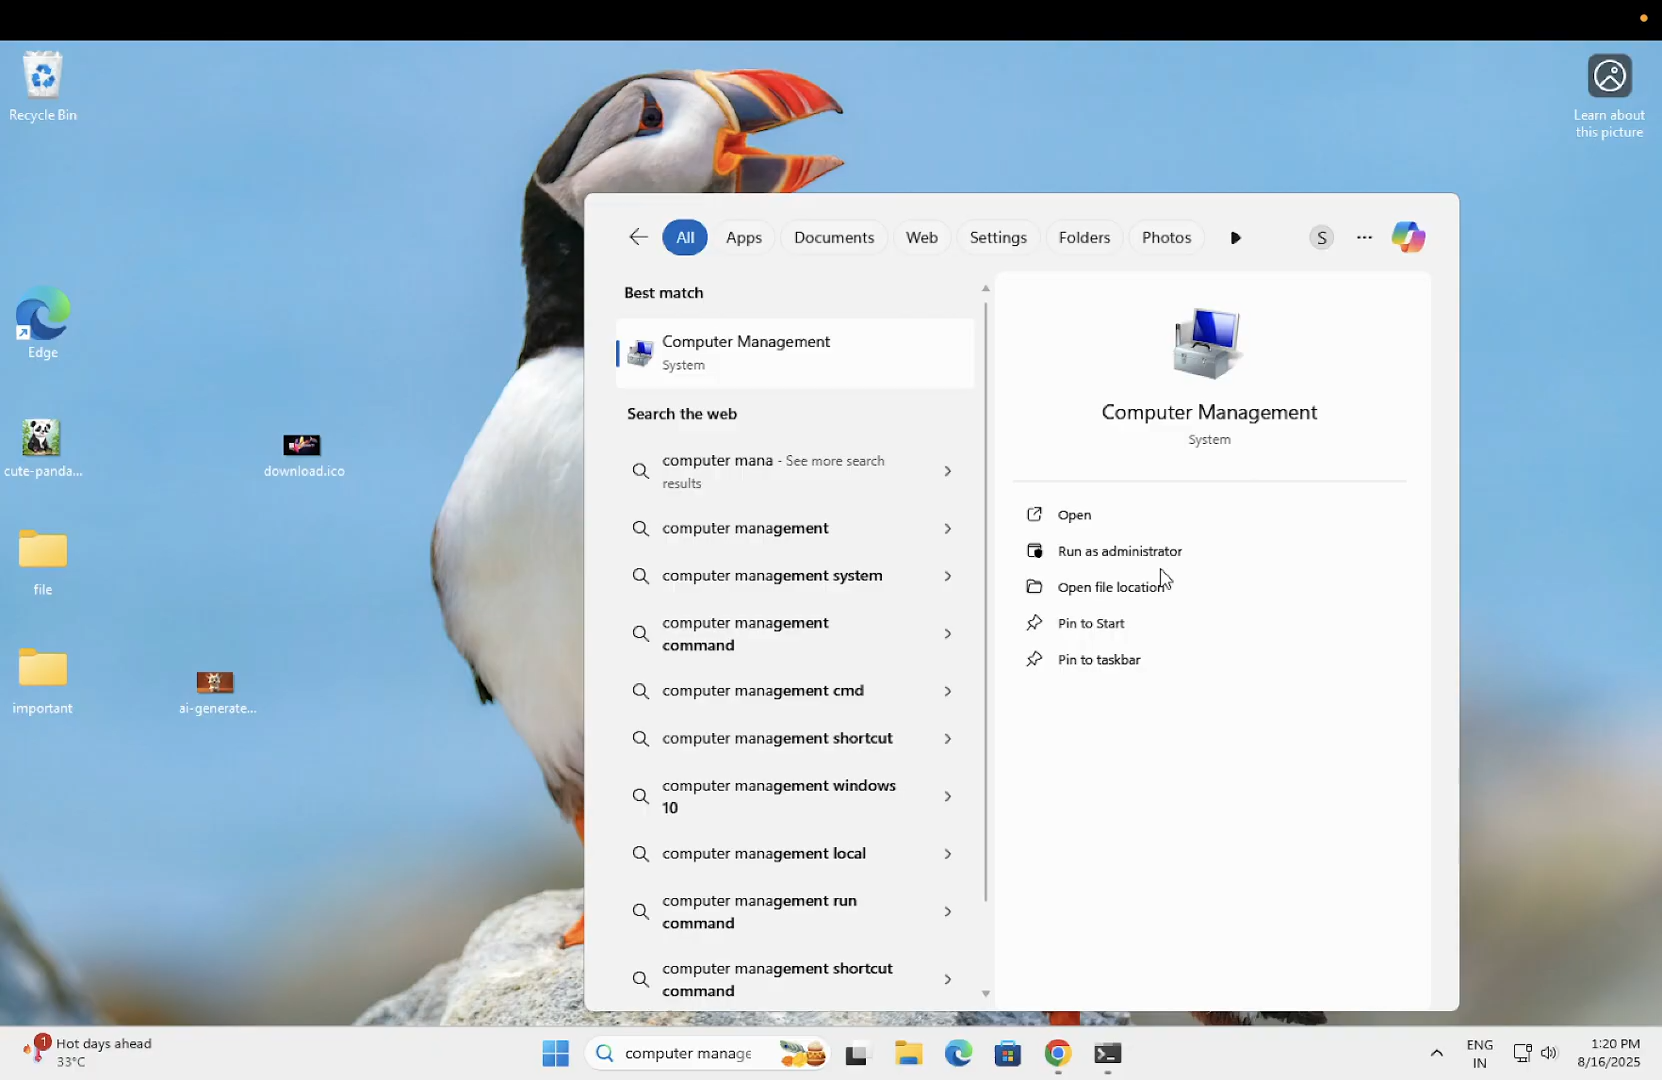 Recycle Bin
Learn about
this picture
Edge
cute-panda...
download.ico
file
important
ai-generate...
All
Apps
Documents
Web
Settings
Folders
Photos
S
...
Best match
Computer Management
System
Search the web
computer mana - See more search
results
computer management
computer management system
computer management
command
computer management cmd
computer management shortcut
computer management windows
10
computer management local
computer management run
command
computer management shortcut
command
Computer Management
System
Open
Run as administrator
Open file location
Pin to Start
Pin to taskbar
1
Hot days ahead
33°C
computer manage
ENG
IN
1:20 PM
8/16/2025